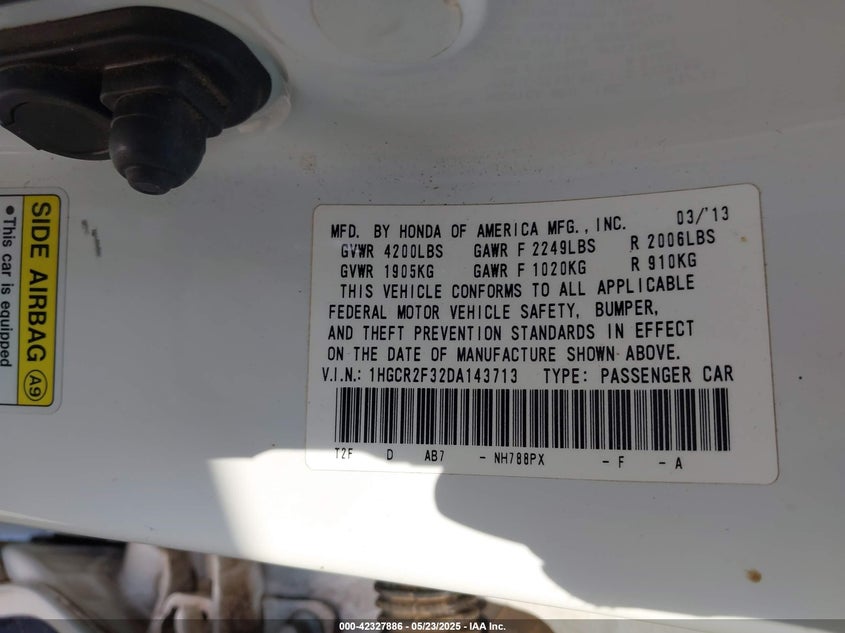 SIDE AIRBAG A9
• This car is equipped
MFD. BY HONDA OF AMERICA MFG., INC. 03/'13
GVWR 4200LBS GAWR F 2249LBS R 2006LBS
GVWR 1905KG GAWR F 1020KG R 910KG
THIS VEHICLE CONFORMS TO ALL APPLICABLE
FEDERAL MOTOR VEHICLE SAFETY, BUMPER,
AND THEFT PREVENTION STANDARDS IN EFFECT
ON THE DATE OF MANUFACTURE SHOWN ABOVE.
V.I.N.: 1HGCR2F32DA143713 TYPE: PASSENGER CAR
T2F D AB7 - NH788PX - F - A
000-42327886 - 05/23/2025 - IAA Inc.